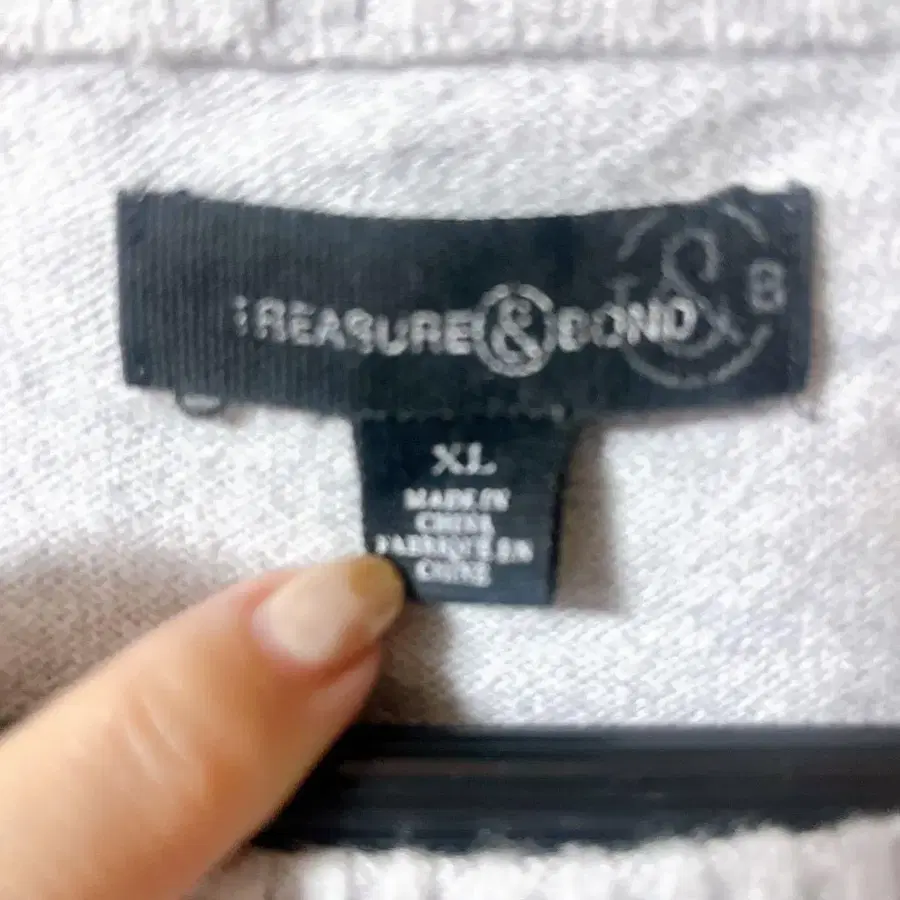 TREASURE & BOND
& B
XL
MADE IN
CHINA
FABRIQUÉ EN
CHINE